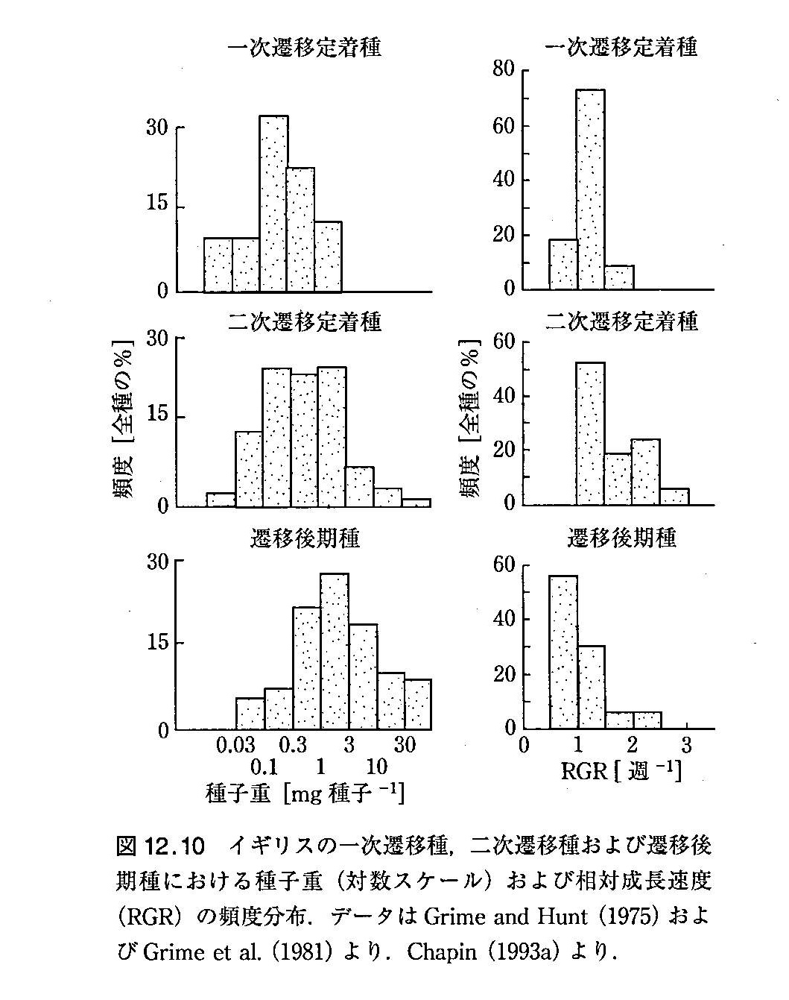 一次遷移定着種
30
15
0
二次遷移定着種
30
15
0
遷移後期種
30
15
0
頻度 [全種の%]
0.03 0.3 3 30
0.1 1 10
種子重 [mg 種子 ⁻¹]
一次遷移定着種
80
60
40
20
0
二次遷移定着種
60
40
20
0
遷移後期種
60
40
20
0
頻度 [全種の%]
0 1 2 3
RGR [ 週 ⁻¹]
図 12.10 イギリスの一次遷移種，二次遷移種および遷移後
期種における種子重（対数スケール）および相対成長速度
(RGR) の頻度分布．データは Grime and Hunt (1975) およ
び Grime et al. (1981) より．Chapin (1993a) より．